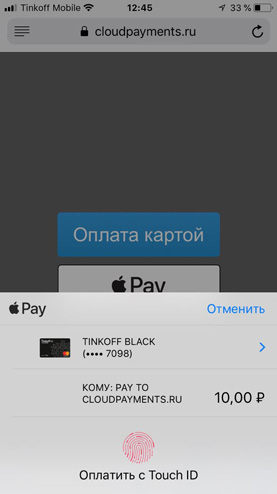 Tinkoff Mobile 12:45 33 %
cloudpayments.ru
Оплата картой
Pay
Pay Отменить
TINKOFF BLACK
(•••• 7098)
КОМУ: PAY TO
CLOUDPAYMENTS.RU
10,00 ₽
Оплатить с Touch ID